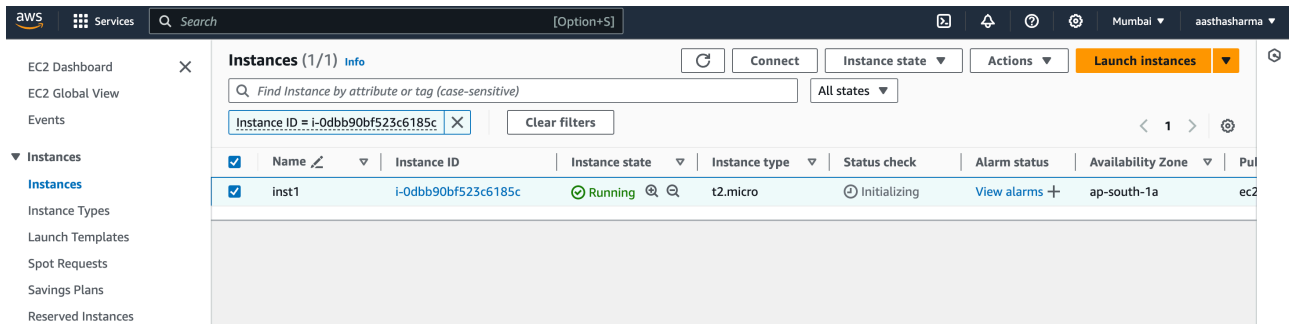 aws Services Search [Option+S] Mumbai aasthasharma
EC2 Dashboard
EC2 Global View
Events
Instances
Instances
Instance Types
Launch Templates
Spot Requests
Savings Plans
Reserved Instances
Instances (1/1) Info Connect Instance state Actions Launch instances
Find Instance by attribute or tag (case-sensitive) All states
Instance ID = i-0dbb90bf523c6185c Clear filters
1
Name Instance ID Instance state Instance type Status check Alarm status Availability Zone Pul
inst1 i-0dbb90bf523c6185c Running t2.micro Initializing View alarms ap-south-1a ec2